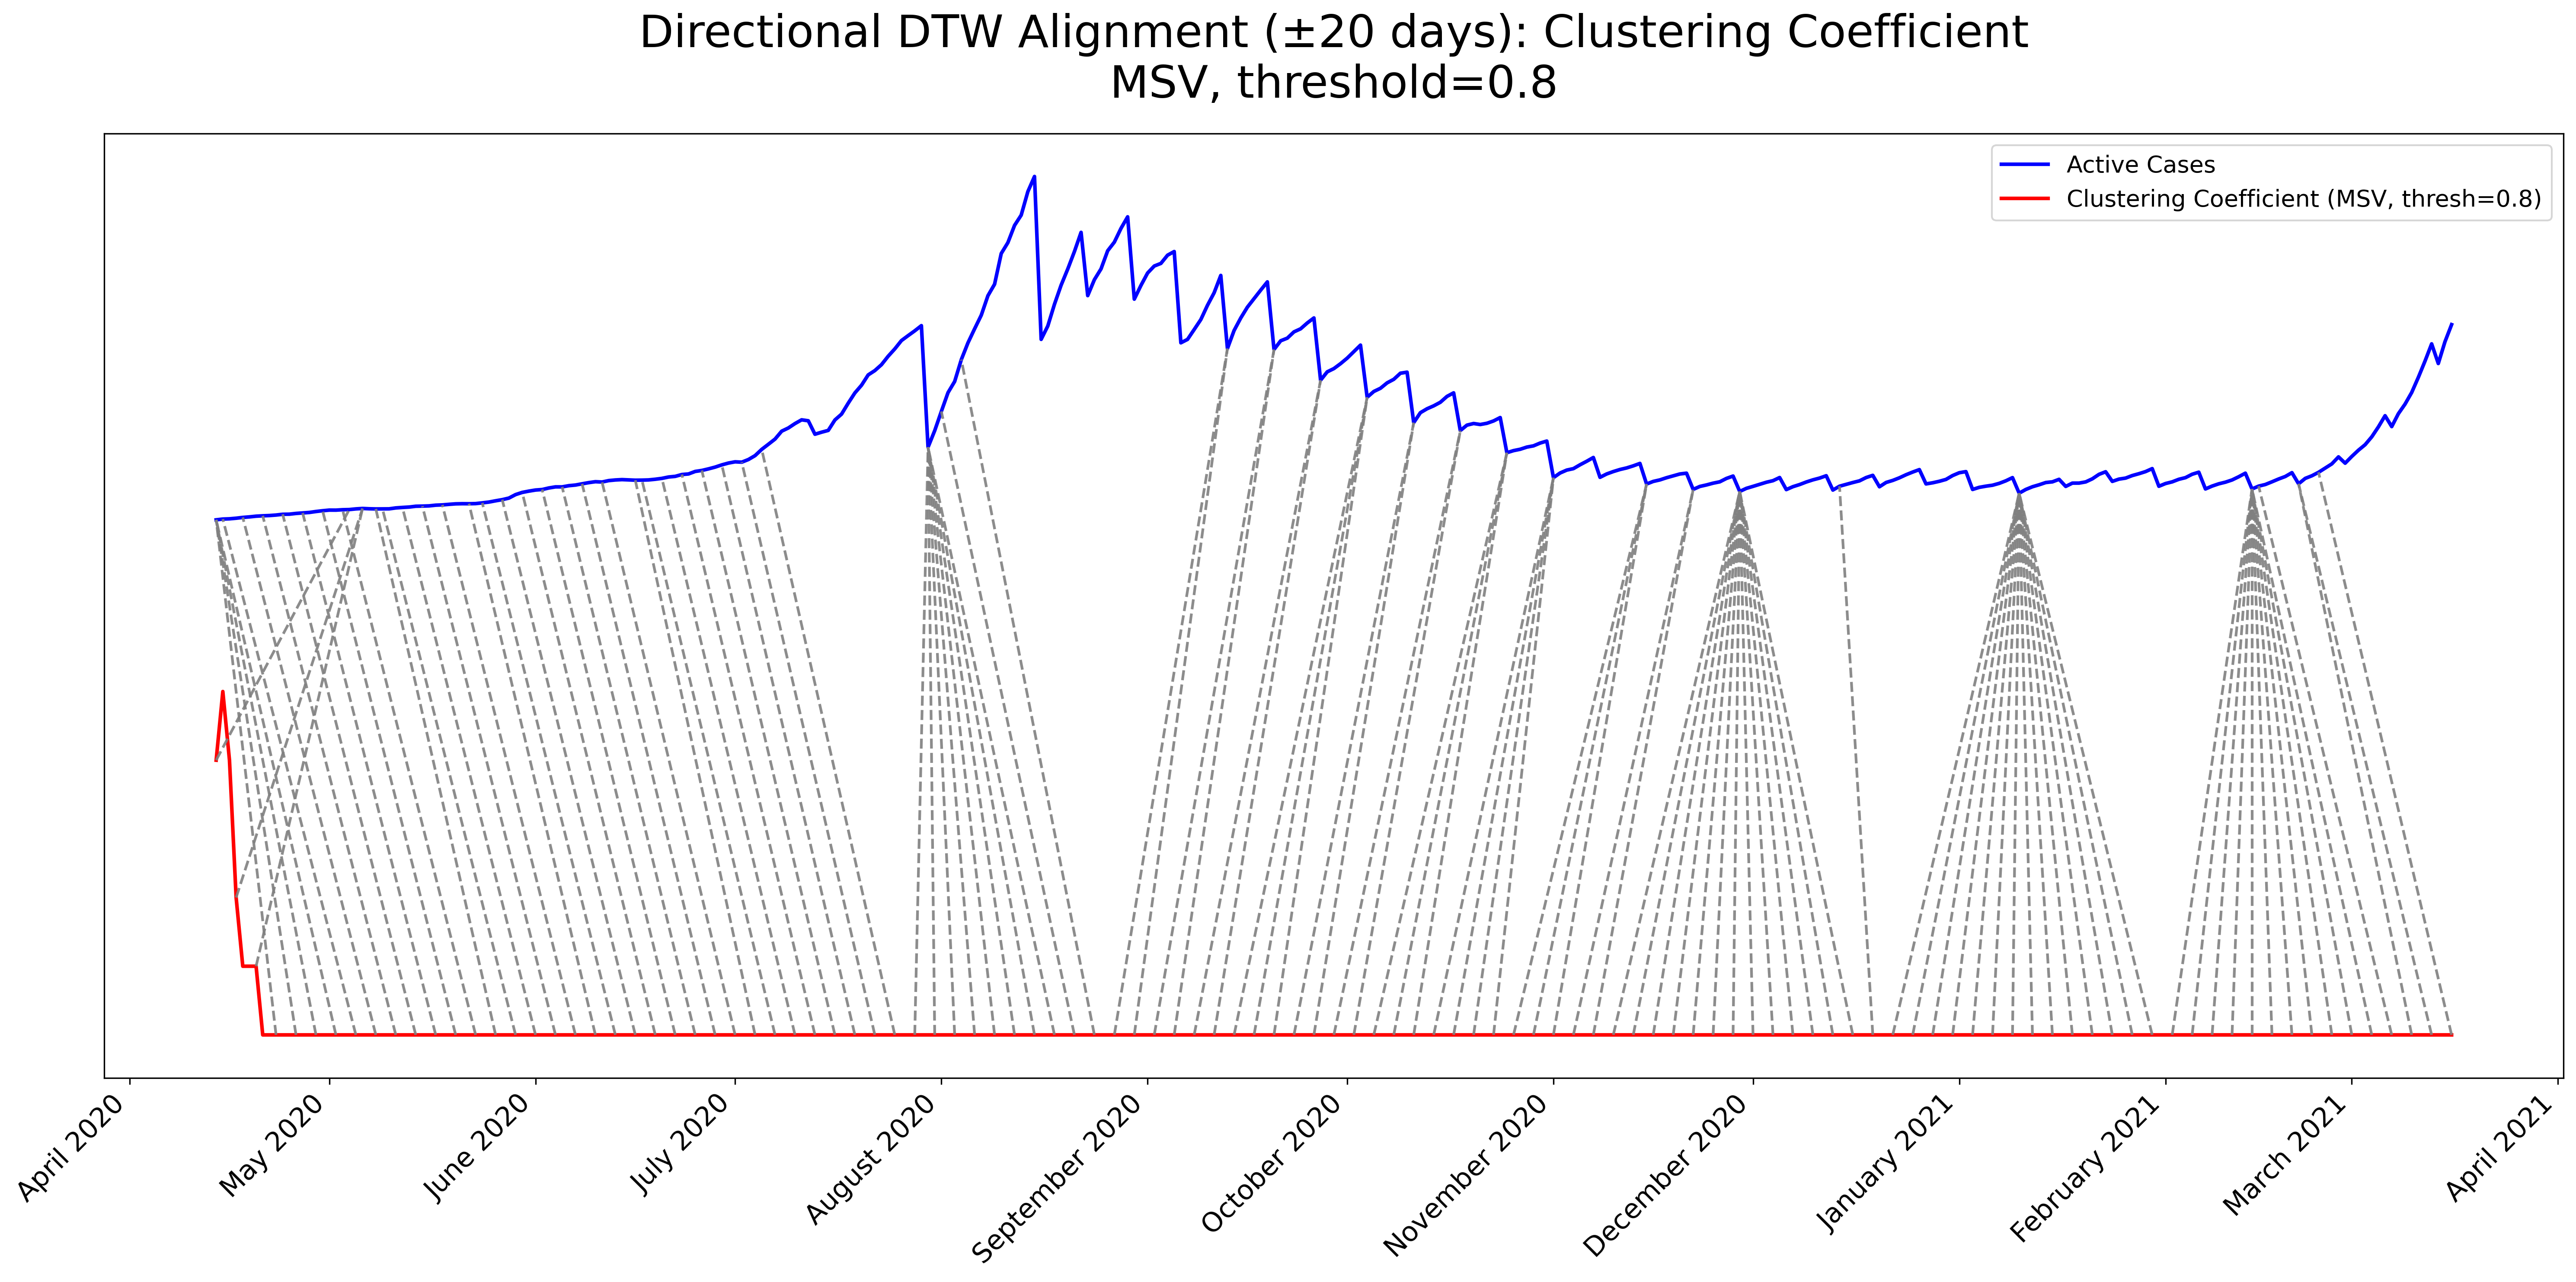 Directional DTW Alignment (±20 days): Clustering Coefficient
MSV, threshold=0.8
Active Cases
Clustering Coefficient (MSV, thresh=0.8)
April 2020
May 2020
June 2020
July 2020
August 2020
September 2020
October 2020
November 2020
December 2020
January 2021
February 2021
March 2021
April 2021